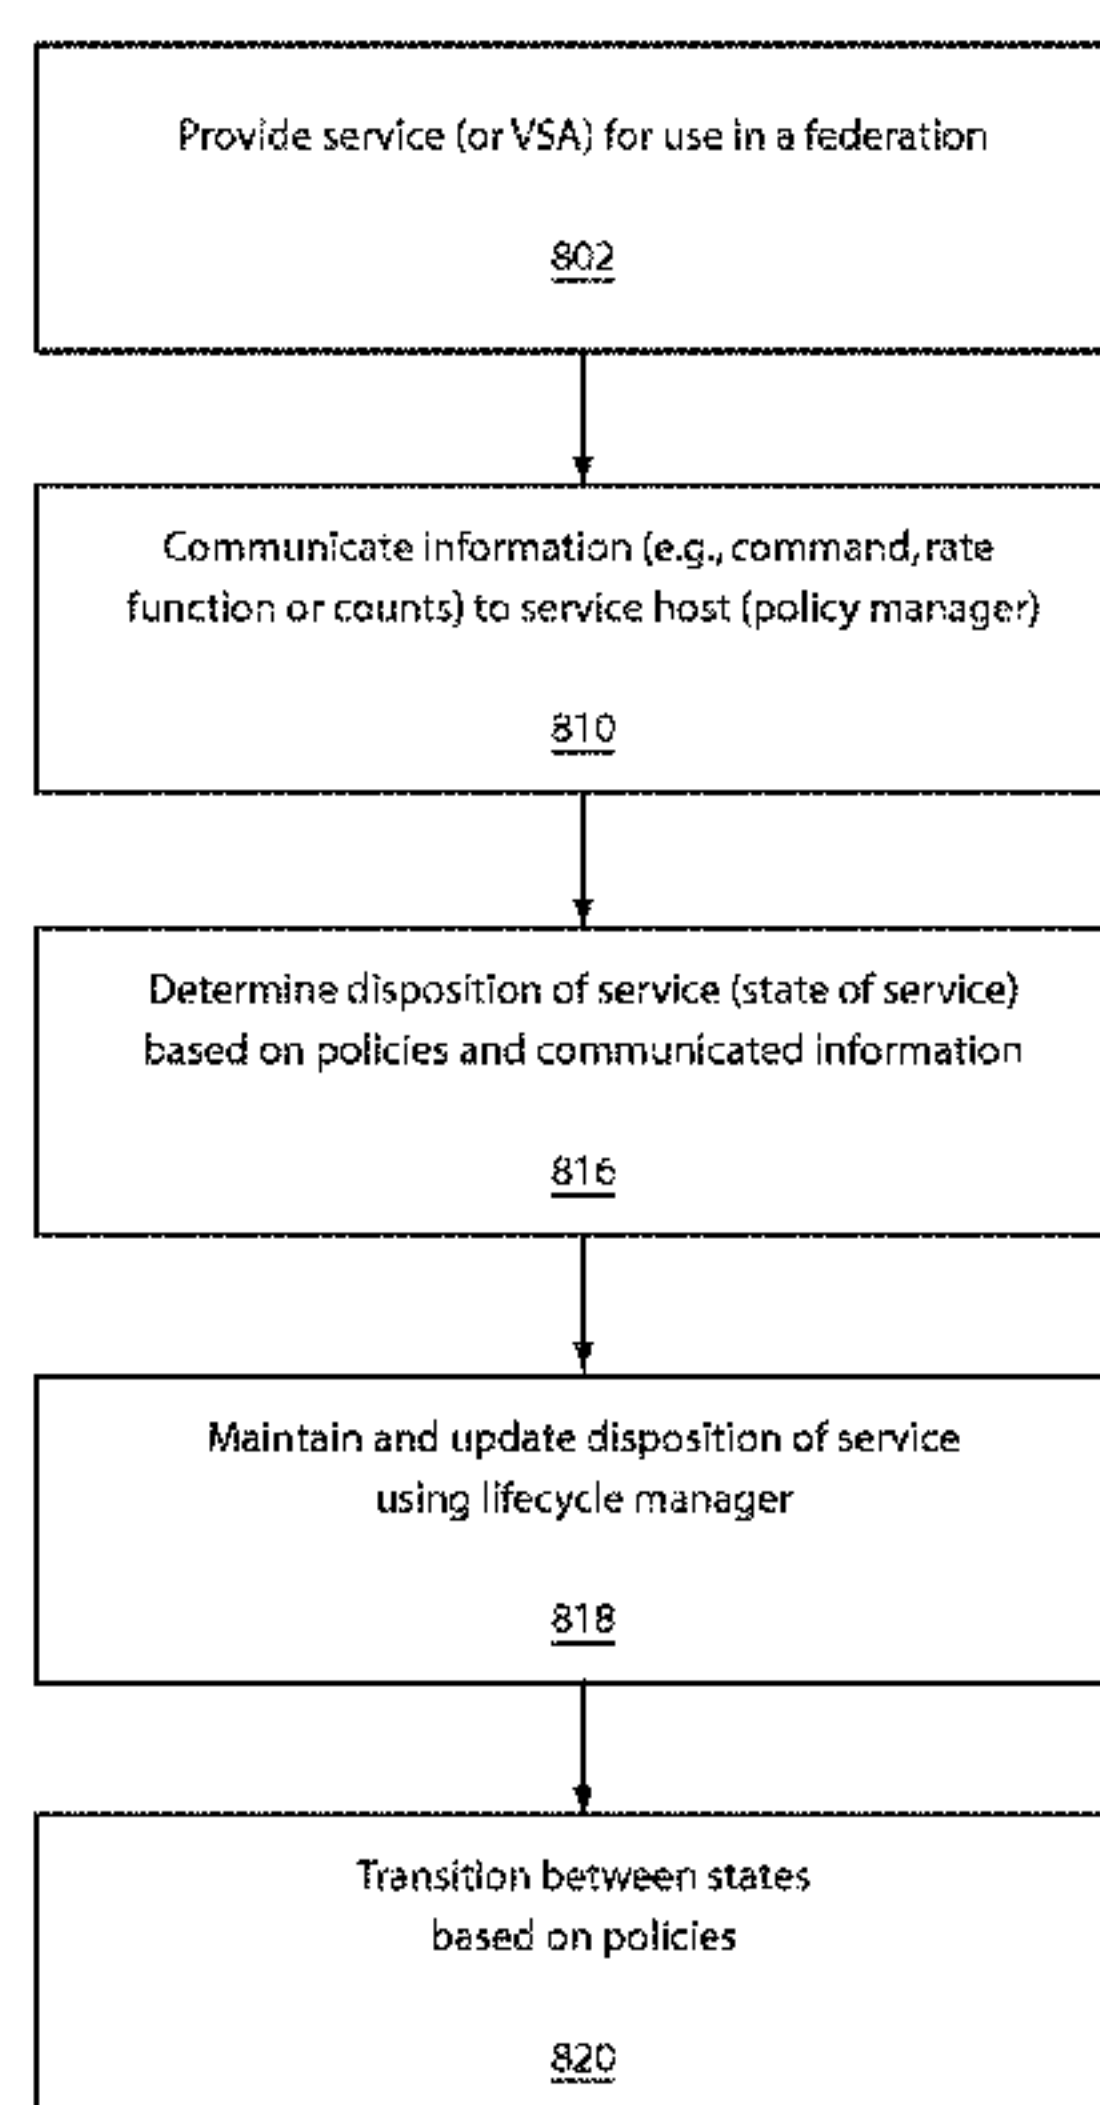 Provide service (or VSA) for use in a federation
802
Communicate information (e.g., command, rate
function or counts) to service host (policy manager)
810
Determine disposition of service (state of service)
based on policies and communicated information
816
Maintain and update disposition of service
using lifecycle manager
818
Transition between states
based on policies
820